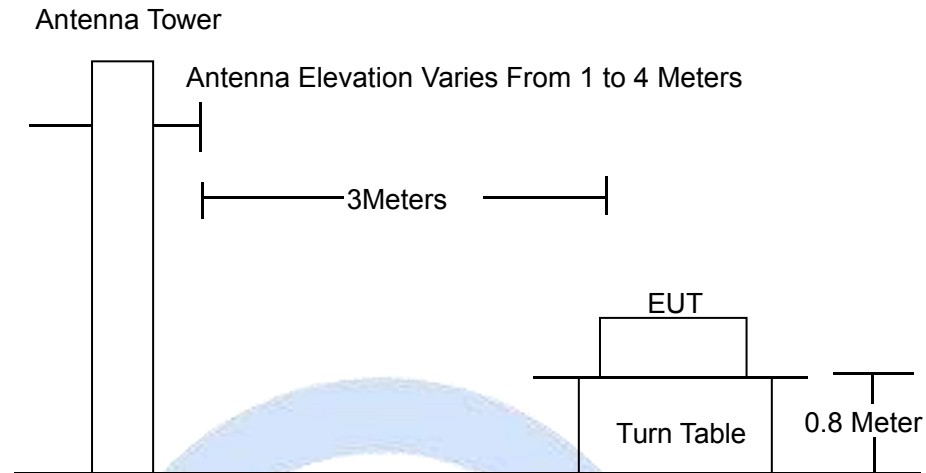 Antenna Tower
Antenna Elevation Varies From 1 to 4 Meters
3Meters
EUT
Turn Table
0.8 Meter